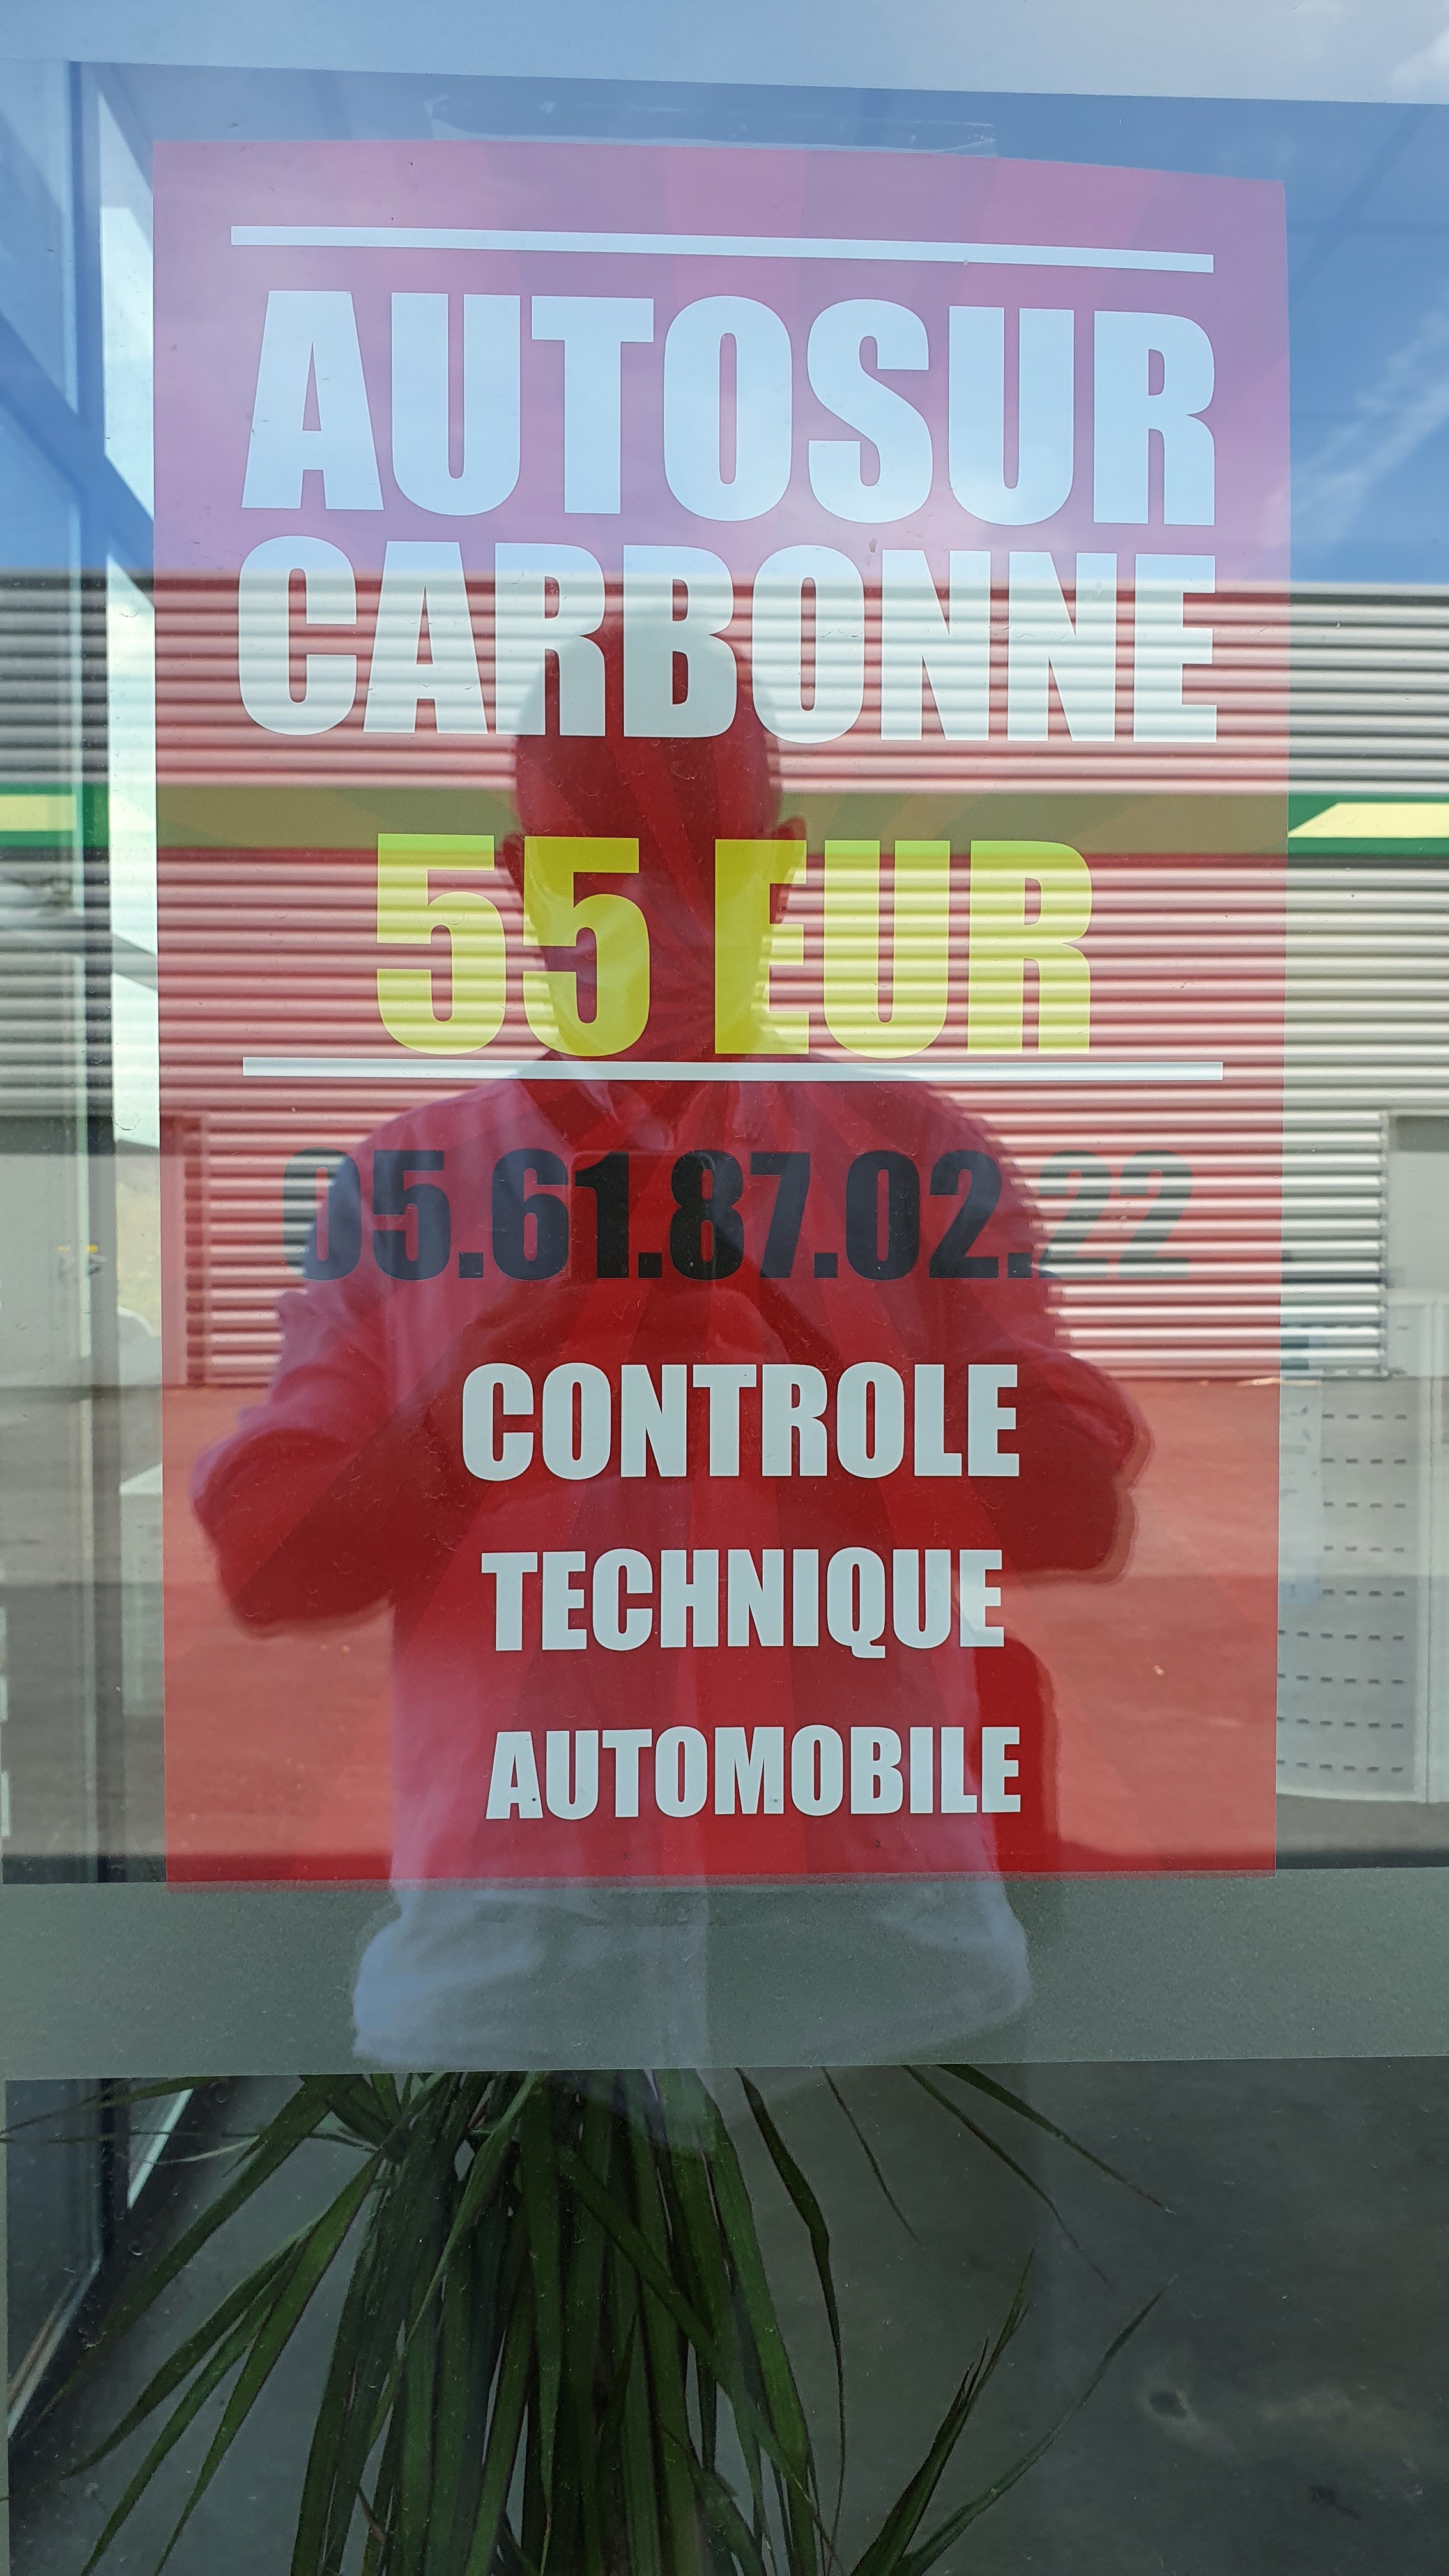 AUTOSUR
CARBONNE
55 EUR
05.61.87.02.22
CONTROLE
TECHNIQUE
AUTOMOBILE